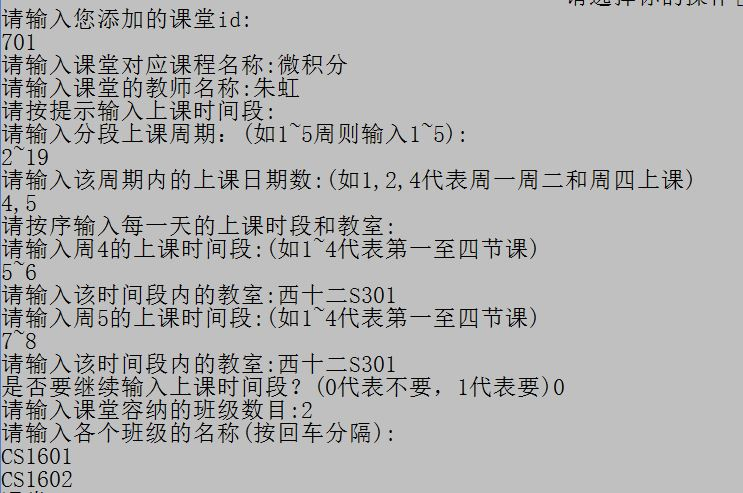 请输入您添加的课堂id:
701
请输入课堂对应课程名称:微积分
请输入课堂的教师名称:朱虹
请按提示输入上课时间段:
请输入分段上课周期：(如1~5周则输入1~5):
2~19
请输入该周期内的上课日期数:(如1,2,4代表周一周二和周四上课)
4,5
请按序输入每一天的上课时段和教室:
请输入周4的上课时间段:(如1~4代表第一至四节课)
5~6
请输入该时间段内的教室:西十二S301
请输入周5的上课时间段:(如1~4代表第一至四节课)
7~8
请输入该时间段内的教室:西十二S301
是否要继续输入上课时间段？(0代表不要，1代表要)0
请输入课堂容纳的班级数目:2
请输入各个班级的名称(按回车分隔):
CS1601
CS1602